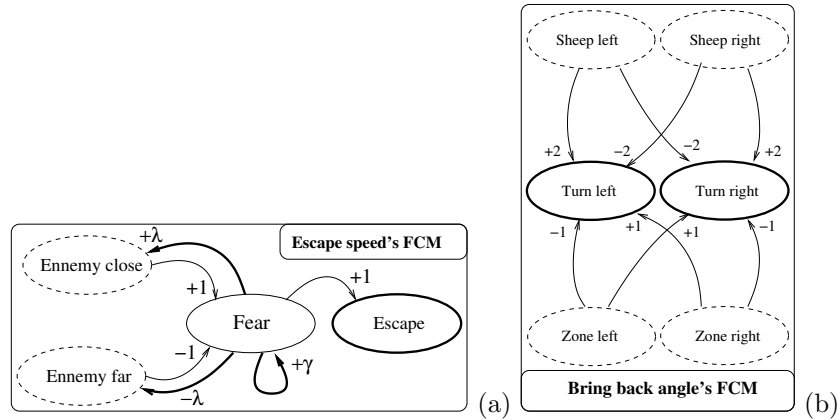 +λ
Escape speed's FCM
Ennemy close
+1
+1
Fear
Escape
−1
+γ
Ennemy far
−λ
(a)
Sheep left
Sheep right
+2
−2
−2
+2
Turn left
Turn right
−1
+1
+1
−1
Zone left
Zone right
Bring back angle's FCM
(b)